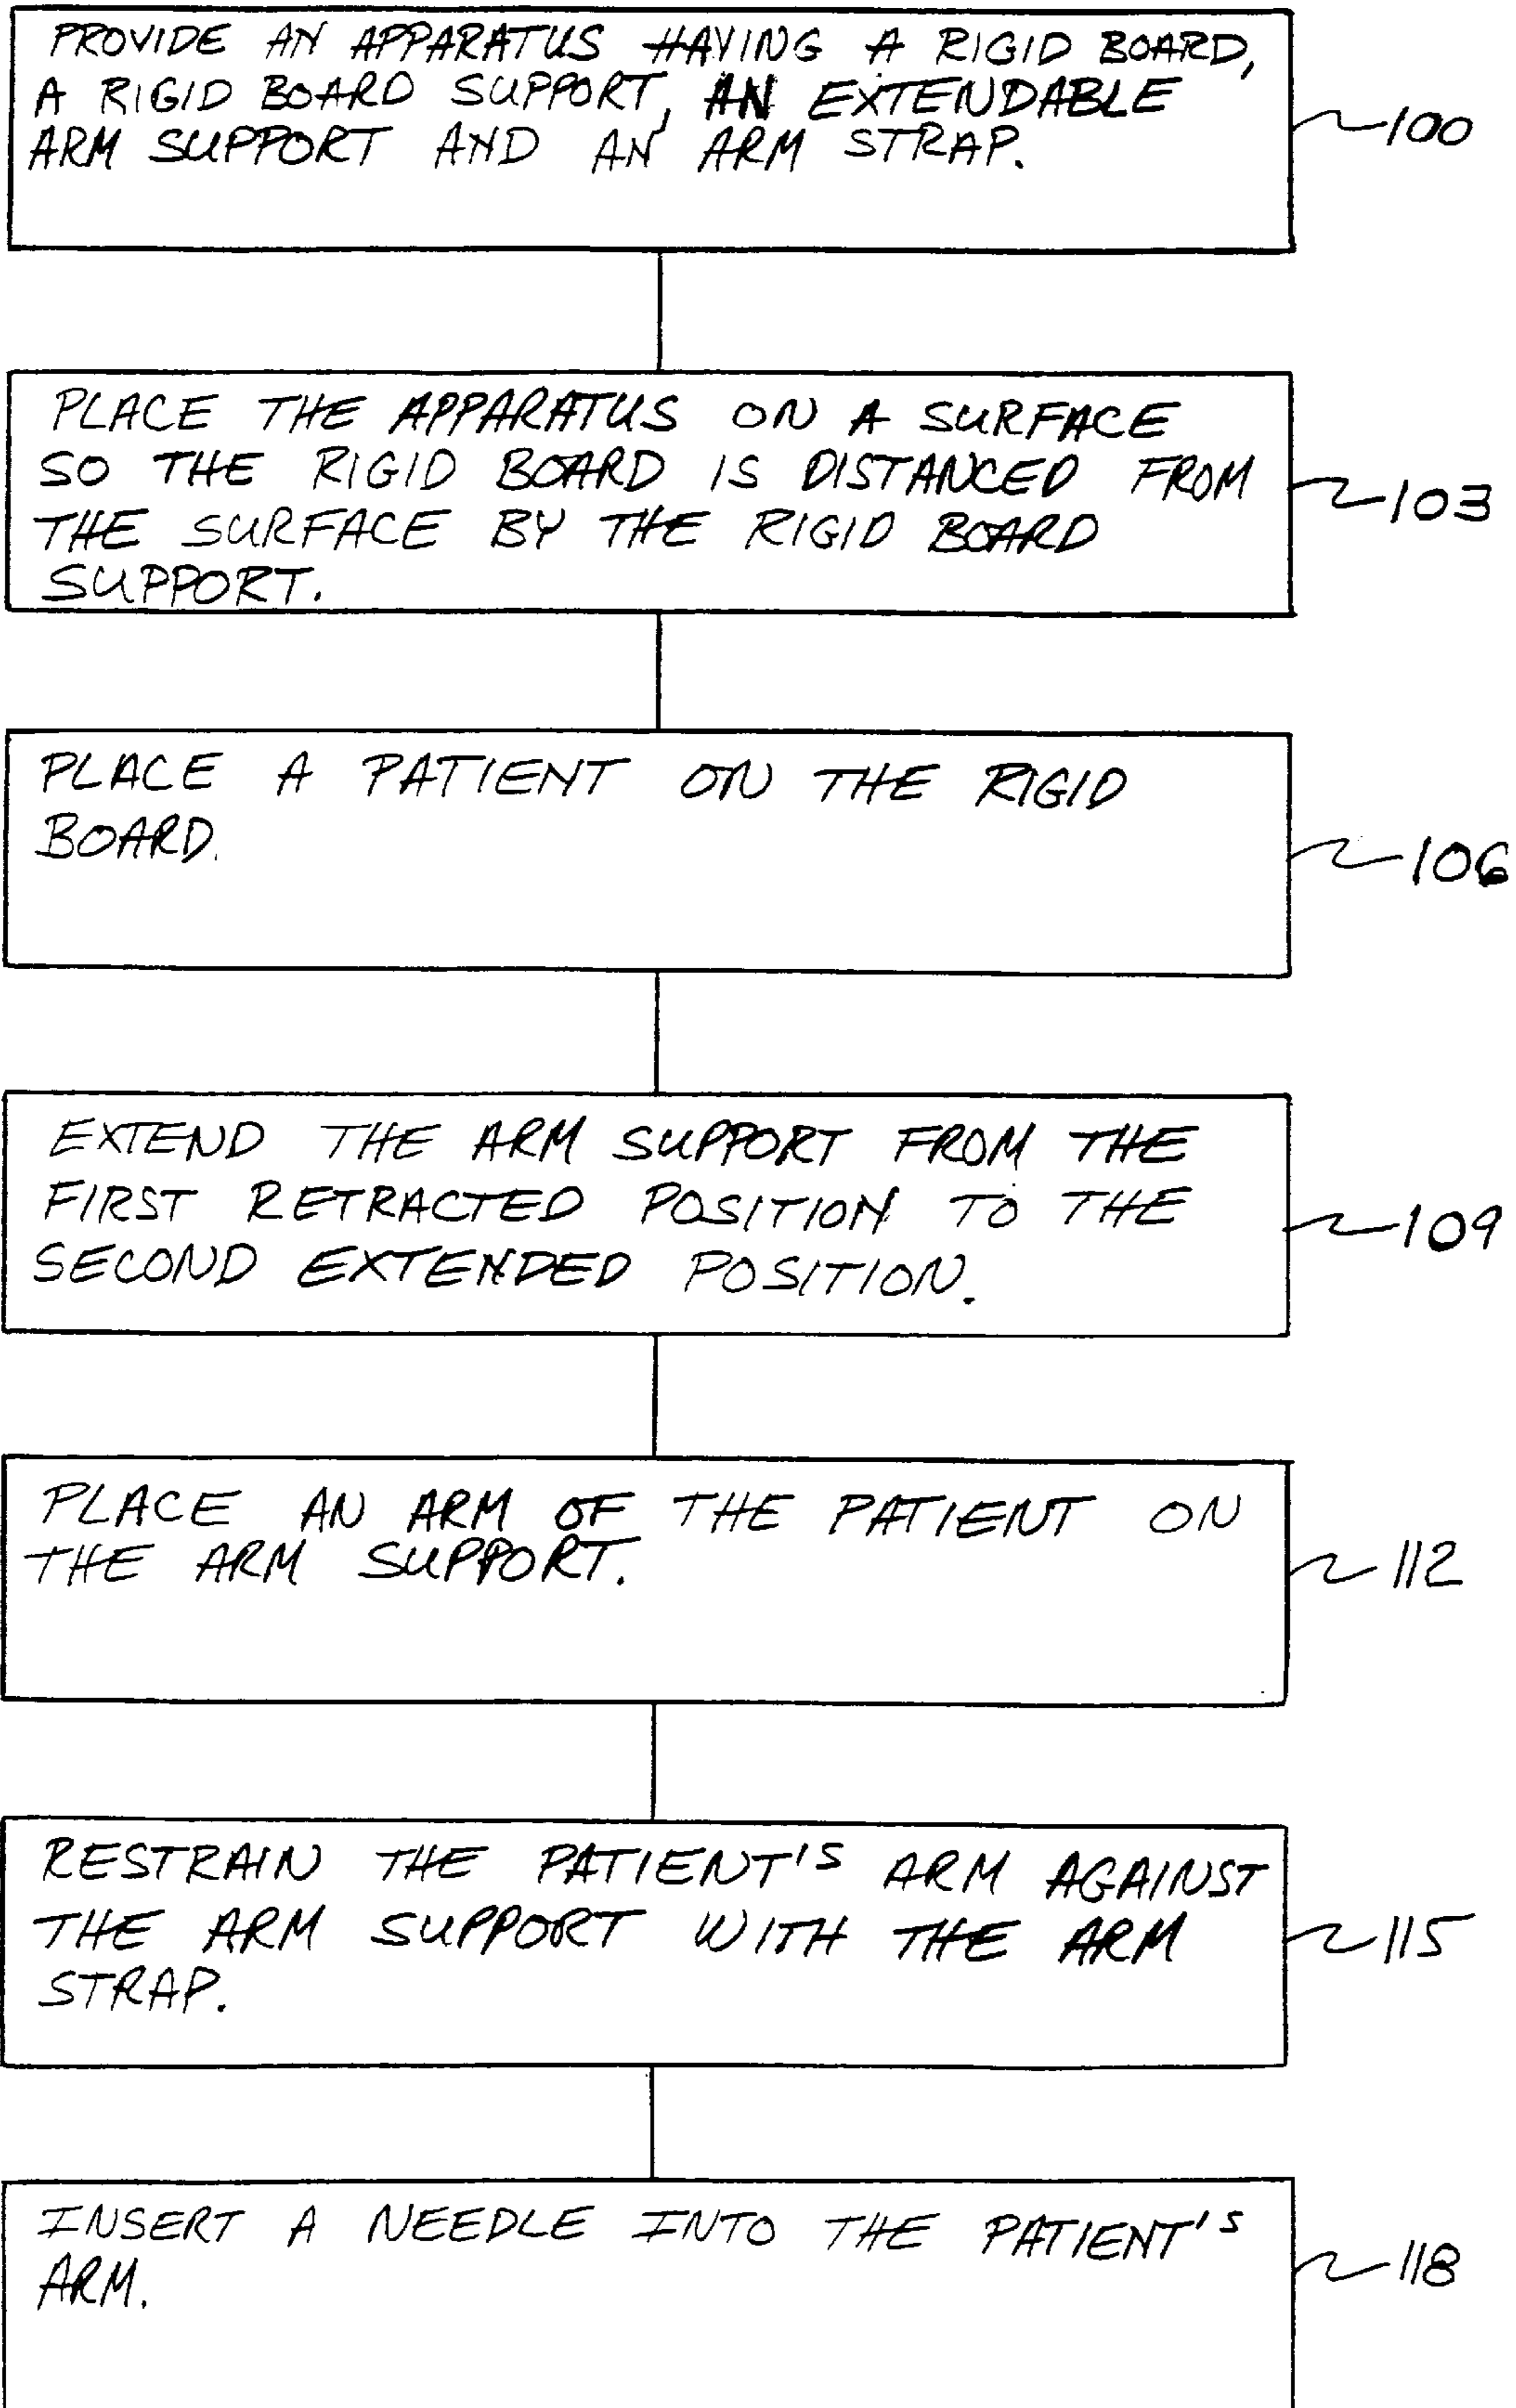 PROVIDE AN APPARATUS HAVING A RIGID BOARD,
A RIGID BOARD SUPPORT, AN EXTENDABLE
ARM SUPPORT AND AN ARM STRAP.
100
PLACE THE APPARATUS ON A SURFACE
SO THE RIGID BOARD IS DISTANCED FROM
THE SURFACE BY THE RIGID BOARD
SUPPORT.
103
PLACE A PATIENT ON THE RIGID
BOARD.
106
EXTEND THE ARM SUPPORT FROM THE
FIRST RETRACTED POSITION TO THE
SECOND EXTENDED POSITION.
109
PLACE AN ARM OF THE PATIENT ON
THE ARM SUPPORT.
112
RESTRAIN THE PATIENT'S ARM AGAINST
THE ARM SUPPORT WITH THE ARM
STRAP.
115
INSERT A NEEDLE INTO THE PATIENT'S
ARM.
118